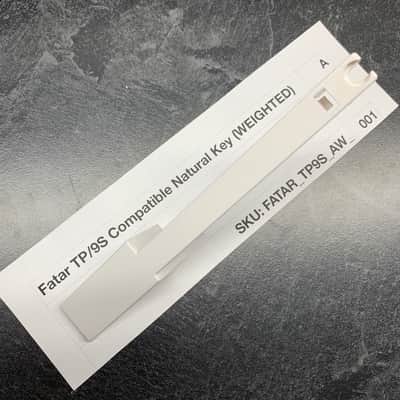 Fatar TP/9S Compatible Natural Key (WEIGHTED)
A
SKU: FATAR_TP9S_AW_ 001